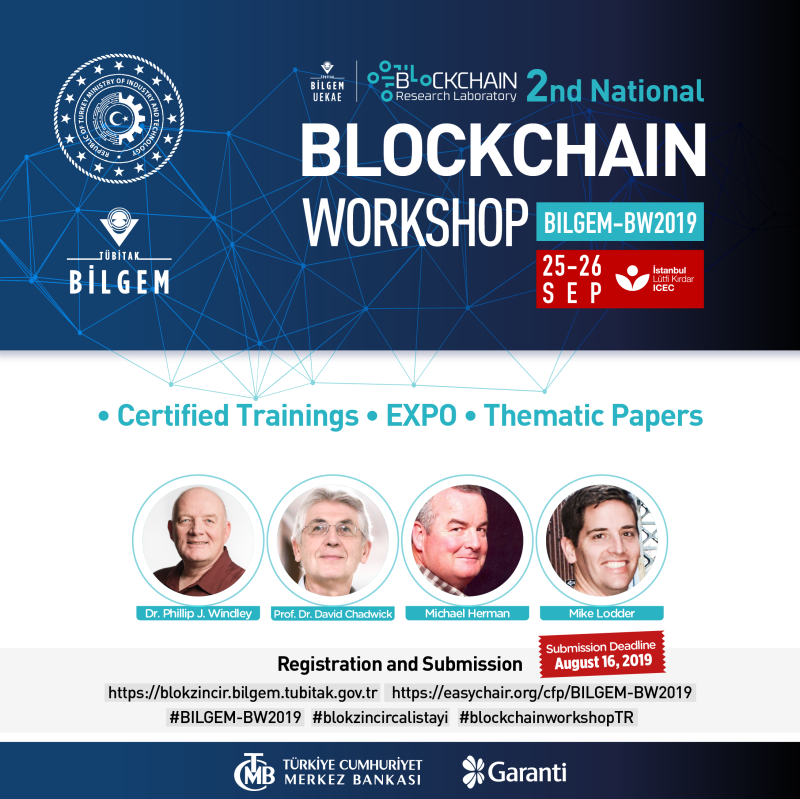 REPUBLIC OF TURKEY MINISTRY OF INDUSTRY AND TECHNOLOGY
TÜBİTAK
BİLGEM
TÜBİTAK
BİLGEM
UEKAE
BLoCKCHAIN
Research Laboratory
2nd National
BLOCKCHAIN
WORKSHOP
BILGEM-BW2019
25-26
SEP
İstanbul
Lütfi Kırdar
ICEC
• Certified Trainings • EXPO • Thematic Papers
Dr. Phillip J. Windley
Prof. Dr. David Chadwick
Michael Herman
Mike Lodder
Registration and Submission
Submission Deadline
August 16, 2019
https://blokzincir.bilgem.tubitak.gov.tr https://easychair.org/cfp/BILGEM-BW2019
#BILGEM-BW2019 #blokzincircalistayi #blockchainworkshopTR
TCMB
TÜRKİYE CUMHURİYET
MERKEZ BANKASI
Garanti